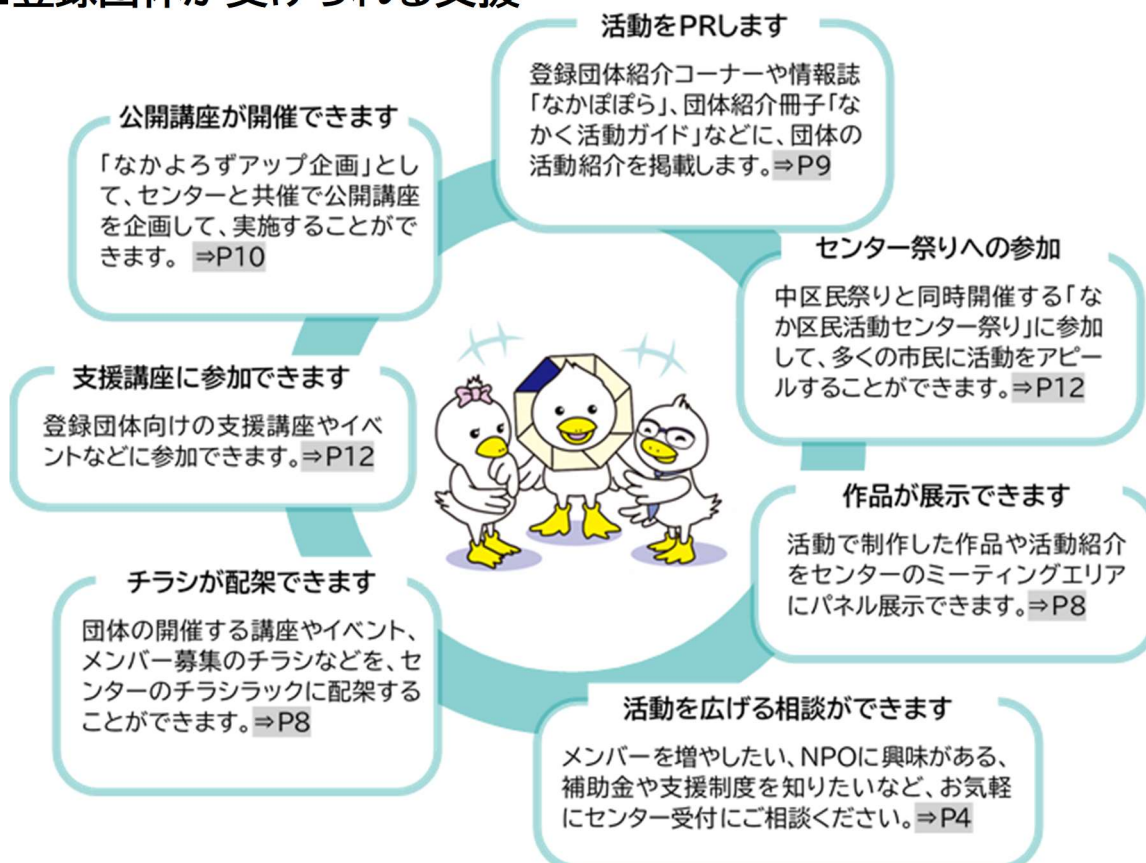 登録団体が受けられる支援
活動をPRします
登録団体紹介コーナーや情報誌
「なかぽぽら」、団体紹介冊子「な
かく活動ガイド」などに、団体の
活動紹介を掲載します。⇒P9
公開講座が開催できます
「なかよろずアップ企画」とし
て、センターと共催で公開講座
を企画して、実施することがで
きます。 ⇒P10
センター祭りへの参加
中区民祭りと同時開催する「な
か区民活動センター祭り」に参加
して、多くの市民に活動をアピー
ルすることができます。⇒P12
支援講座に参加できます
登録団体向けの支援講座やイベ
ントなどに参加できます。⇒P12
作品が展示できます
活動で制作した作品や活動紹介
をセンターのミーティングエリア
にパネル展示できます。⇒P8
チラシが配架できます
団体の開催する講座やイベント、
メンバー募集のチラシなどを、セ
ンターのチラシラックに配架する
ことができます。⇒P8
活動を広げる相談ができます
メンバーを増やしたい、NPOに興味がある、
補助金や支援制度を知りたいなど、お気軽
にセンター受付にご相談ください。⇒P4